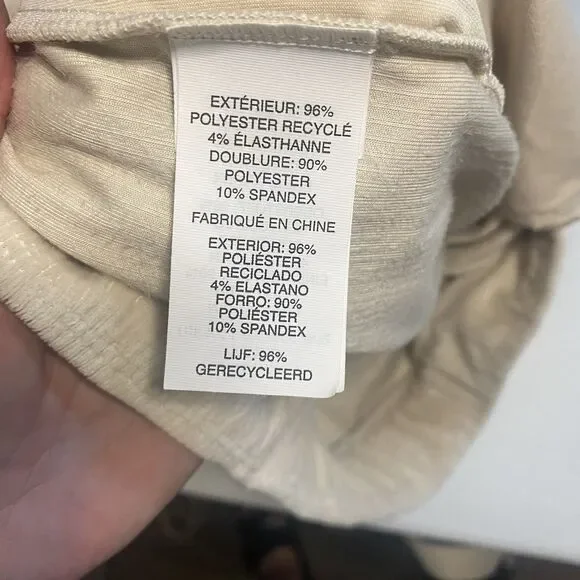 EXTÉRIEUR: 96%
POLYESTER RECYCLÉ
4% ÉLASTHANNE
DOUBLURE: 90%
POLYESTER
10% SPANDEX
FABRIQUÉ EN CHINE
EXTERIOR: 96%
POLIÉSTER
RECICLADO
4% ELASTANO
FORRO: 90%
POLIÉSTER
10% SPANDEX
LIJF: 96%
GERECYCLEERD